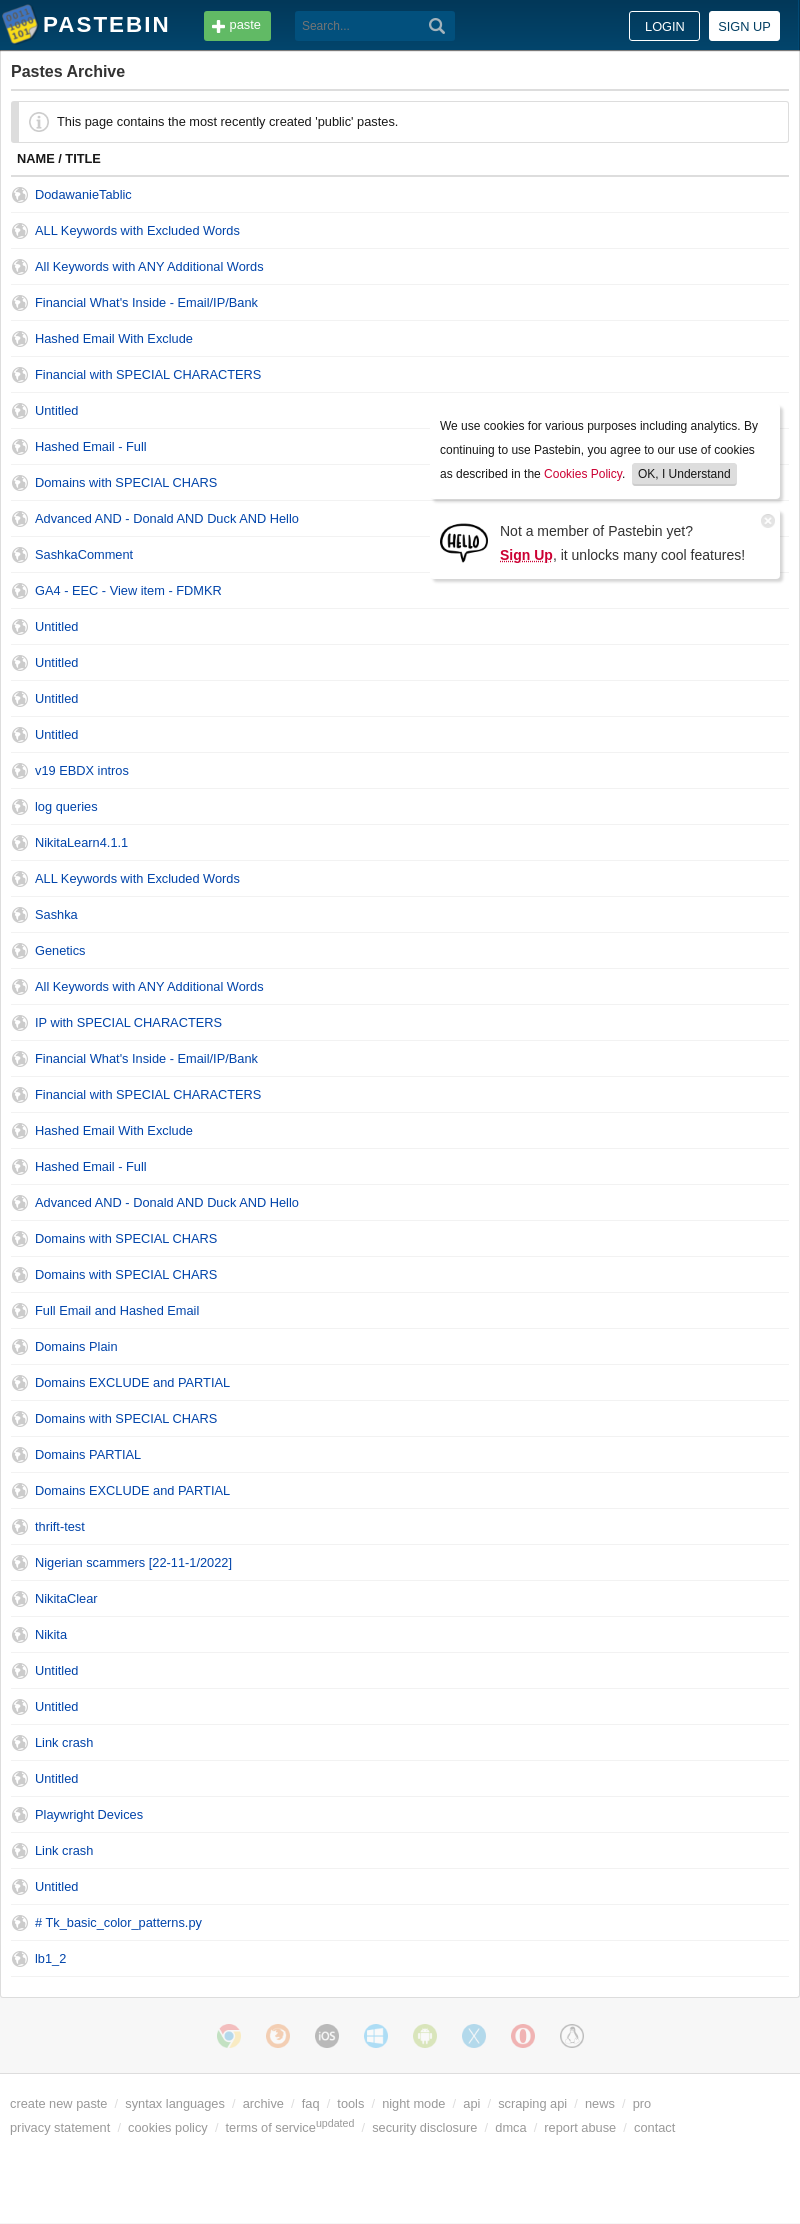 PASTEBIN
paste
Search...
LOGIN
SIGN UP
Pastes Archive
This page contains the most recently created 'public' pastes.
NAME / TITLE
DodawanieTablic
ALL Keywords with Excluded Words
All Keywords with ANY Additional Words
Financial What's Inside - Email/IP/Bank
Hashed Email With Exclude
Financial with SPECIAL CHARACTERS
Untitled
Hashed Email - Full
Domains with SPECIAL CHARS
Advanced AND - Donald AND Duck AND Hello
SashkaComment
GA4 - EEC - View item - FDMKR
Untitled
Untitled
Untitled
Untitled
v19 EBDX intros
log queries
NikitaLearn4.1.1
ALL Keywords with Excluded Words
Sashka
Genetics
All Keywords with ANY Additional Words
IP with SPECIAL CHARACTERS
Financial What's Inside - Email/IP/Bank
Financial with SPECIAL CHARACTERS
Hashed Email With Exclude
Hashed Email - Full
Advanced AND - Donald AND Duck AND Hello
Domains with SPECIAL CHARS
Domains with SPECIAL CHARS
Full Email and Hashed Email
Domains Plain
Domains EXCLUDE and PARTIAL
Domains with SPECIAL CHARS
Domains PARTIAL
Domains EXCLUDE and PARTIAL
thrift-test
Nigerian scammers [22-11-1/2022]
NikitaClear
Nikita
Untitled
Untitled
Link crash
Untitled
Playwright Devices
Link crash
Untitled
# Tk_basic_color_patterns.py
lb1_2
We use cookies for various purposes including analytics. By
continuing to use Pastebin, you agree to our use of cookies
as described in the Cookies Policy. OK, I Understand
HELLO
Not a member of Pastebin yet?
Sign Up, it unlocks many cool features!
iOS
create new paste / syntax languages / archive / faq / tools / night mode / api / scraping api / news / pro
privacy statement / cookies policy / terms of service updated / security disclosure / dmca / report abuse / contact